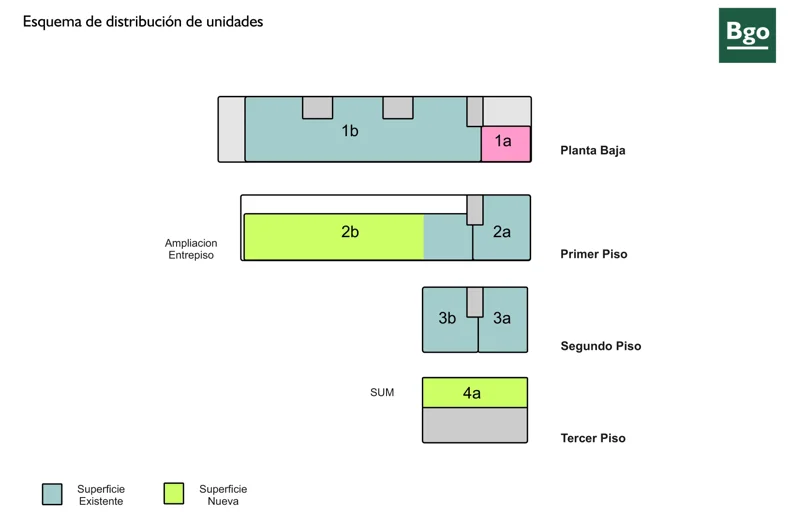 Esquema de distribución de unidades
Bgo
1b
1a
Planta Baja
2b
2a
Ampliacion
Entrepiso
Primer Piso
3b
3a
Segundo Piso
SUM
4a
Tercer Piso
Superficie
Existente
Superficie
Nueva